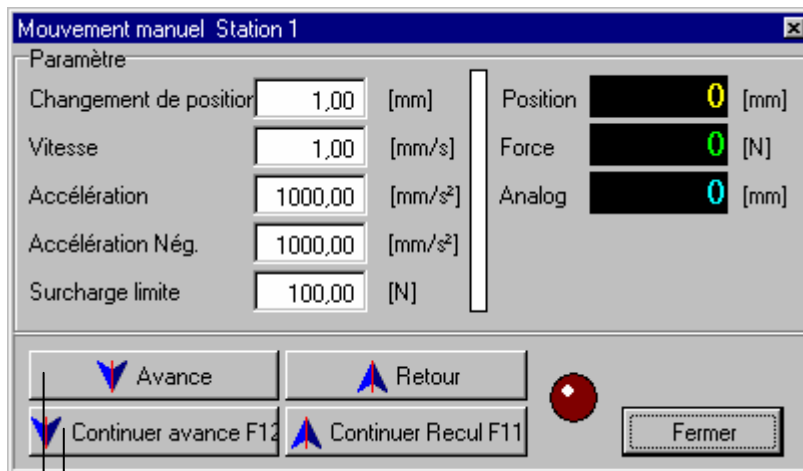 Mouvement manuel Station 1
Paramètre
Changement de position 1,00 [mm] Position 0 [mm]
Vitesse 1,00 [mm/s] Force 0 [N]
Accélération 1000,00 [mm/s²] Analog 0 [mm]
Accélération Nég. 1000,00 [mm/s²]
Surcharge limite 100,00 [N]
Avance Retour
Continuer avance F12 Continuer Recul F11 Fermer